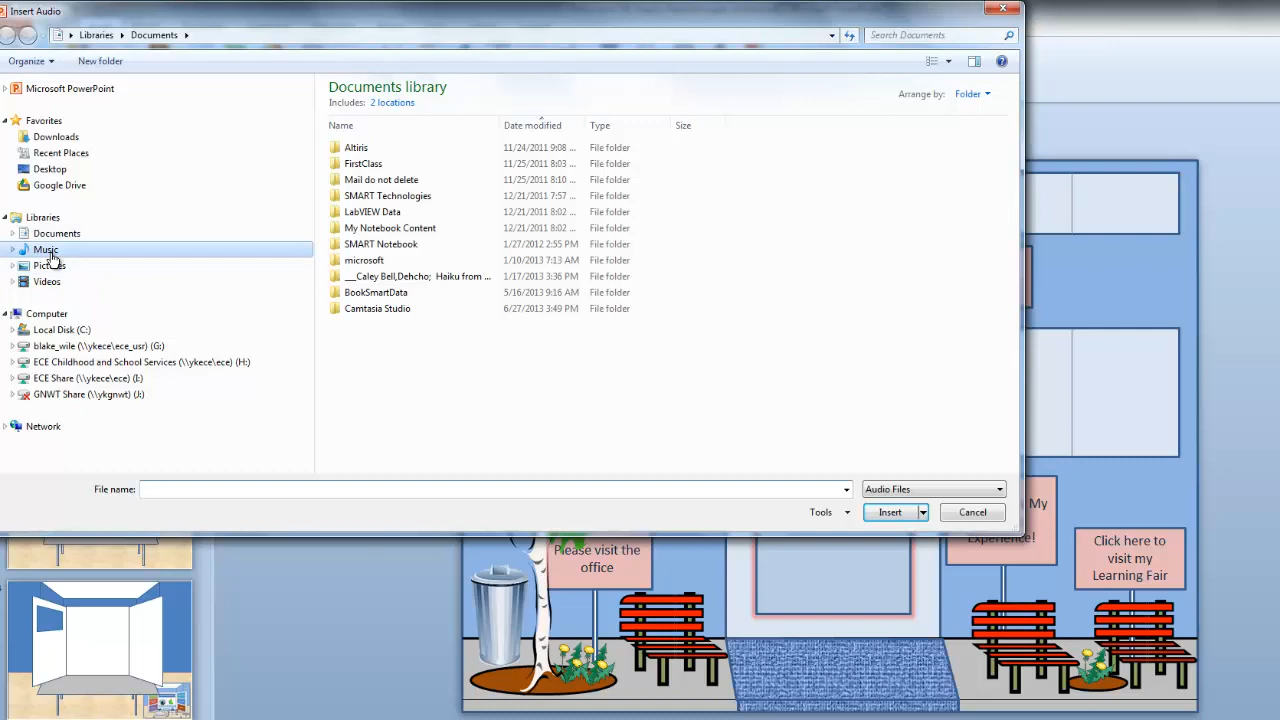 Insert Audio
Libraries Documents
Search Documents
Organize New folder
Microsoft PowerPoint
Favorites
Downloads
Recent Places
Desktop
Google Drive
Libraries
Documents
Music
Videos
Computer
Local Disk (C:)
blake_wile (\\ykece\ece_usr) (G:)
ECE Childhood and School Services (\\ykece\ece) (H:)
ECE Share (\\ykece\ece) (I:)
GNWT Share (\\ykgnwt) (J:)
Network
Documents library
Includes: 2 locations
Arrange by: Folder
Name Date modified Type Size
Altiris 11/24/2011 9:08 ... File folder
FirstClass 11/25/2011 8:03 ... File folder
Mail do not delete 11/25/2011 8:10 ... File folder
SMART Technologies 12/21/2011 7:57 ... File folder
LabVIEW Data 12/21/2011 8:02 ... File folder
My Notebook Content 12/21/2011 8:02 ... File folder
SMART Notebook 1/27/2012 2:55 PM File folder
microsoft 1/10/2013 7:13 AM File folder
__Caley Bell,Dehcho; Haiku from ... 1/17/2013 3:36 PM File folder
BookSmartData 5/16/2013 9:16 AM File folder
Camtasia Studio 6/27/2013 3:49 PM File folder
File name:
Audio Files
Tools Insert Cancel
Please visit the
office
My
Experience!
Click here to
visit my
Learning Fair